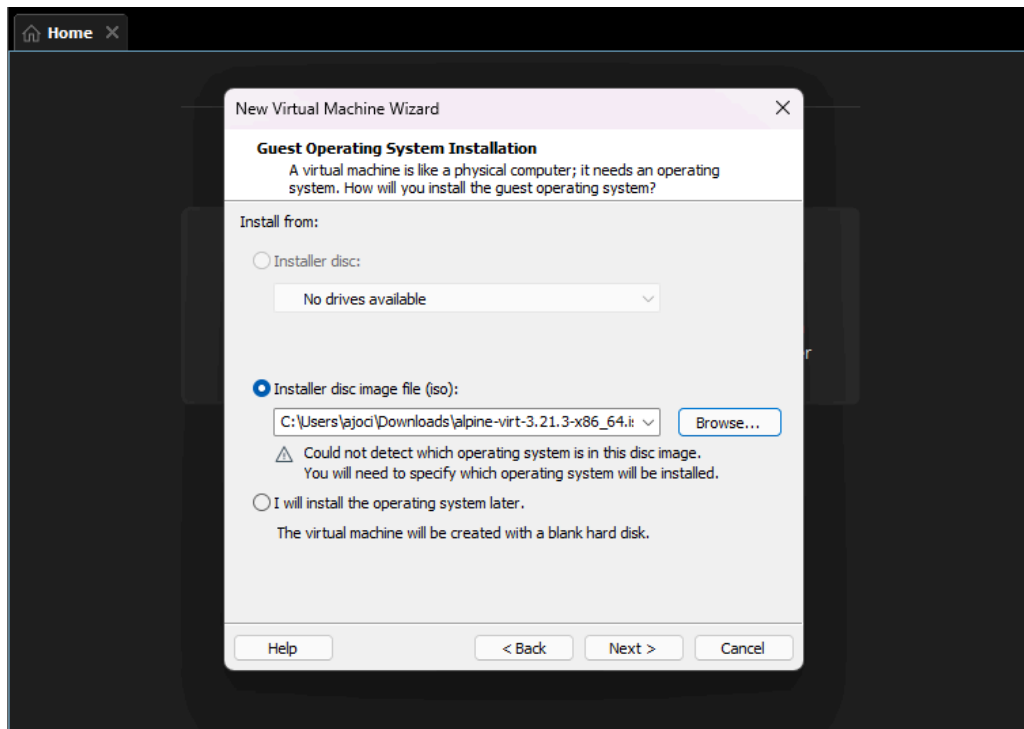 Home
New Virtual Machine Wizard
Guest Operating System Installation
A virtual machine is like a physical computer; it needs an operating
system. How will you install the guest operating system?
Install from:
Installer disc:
No drives available
r
Installer disc image file (iso):
C:\Users\ajoci\Downloads\alpine-virt-3.21.3-x86_64.i
Browse...
Could not detect which operating system is in this disc image.
You will need to specify which operating system will be installed.
I will install the operating system later.
The virtual machine will be created with a blank hard disk.
Help
< Back
Next >
Cancel